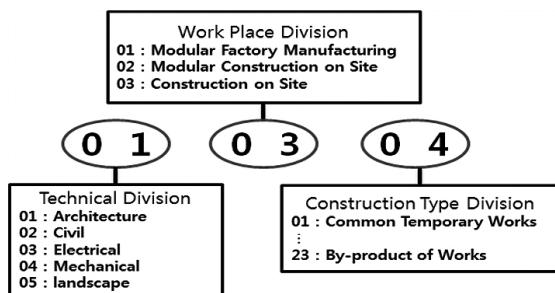 Work Place Division
01 : Modular Factory Manufacturing
02 : Modular Construction on Site
03 : Construction on Site
0 1
0 3
0 4
Technical Division
01 : Architecture
02 : Civil
03 : Electrical
04 : Mechanical
05 : landscape
Construction Type Division
01 : Common Temporary Works
⋮
23 : By-product of Works